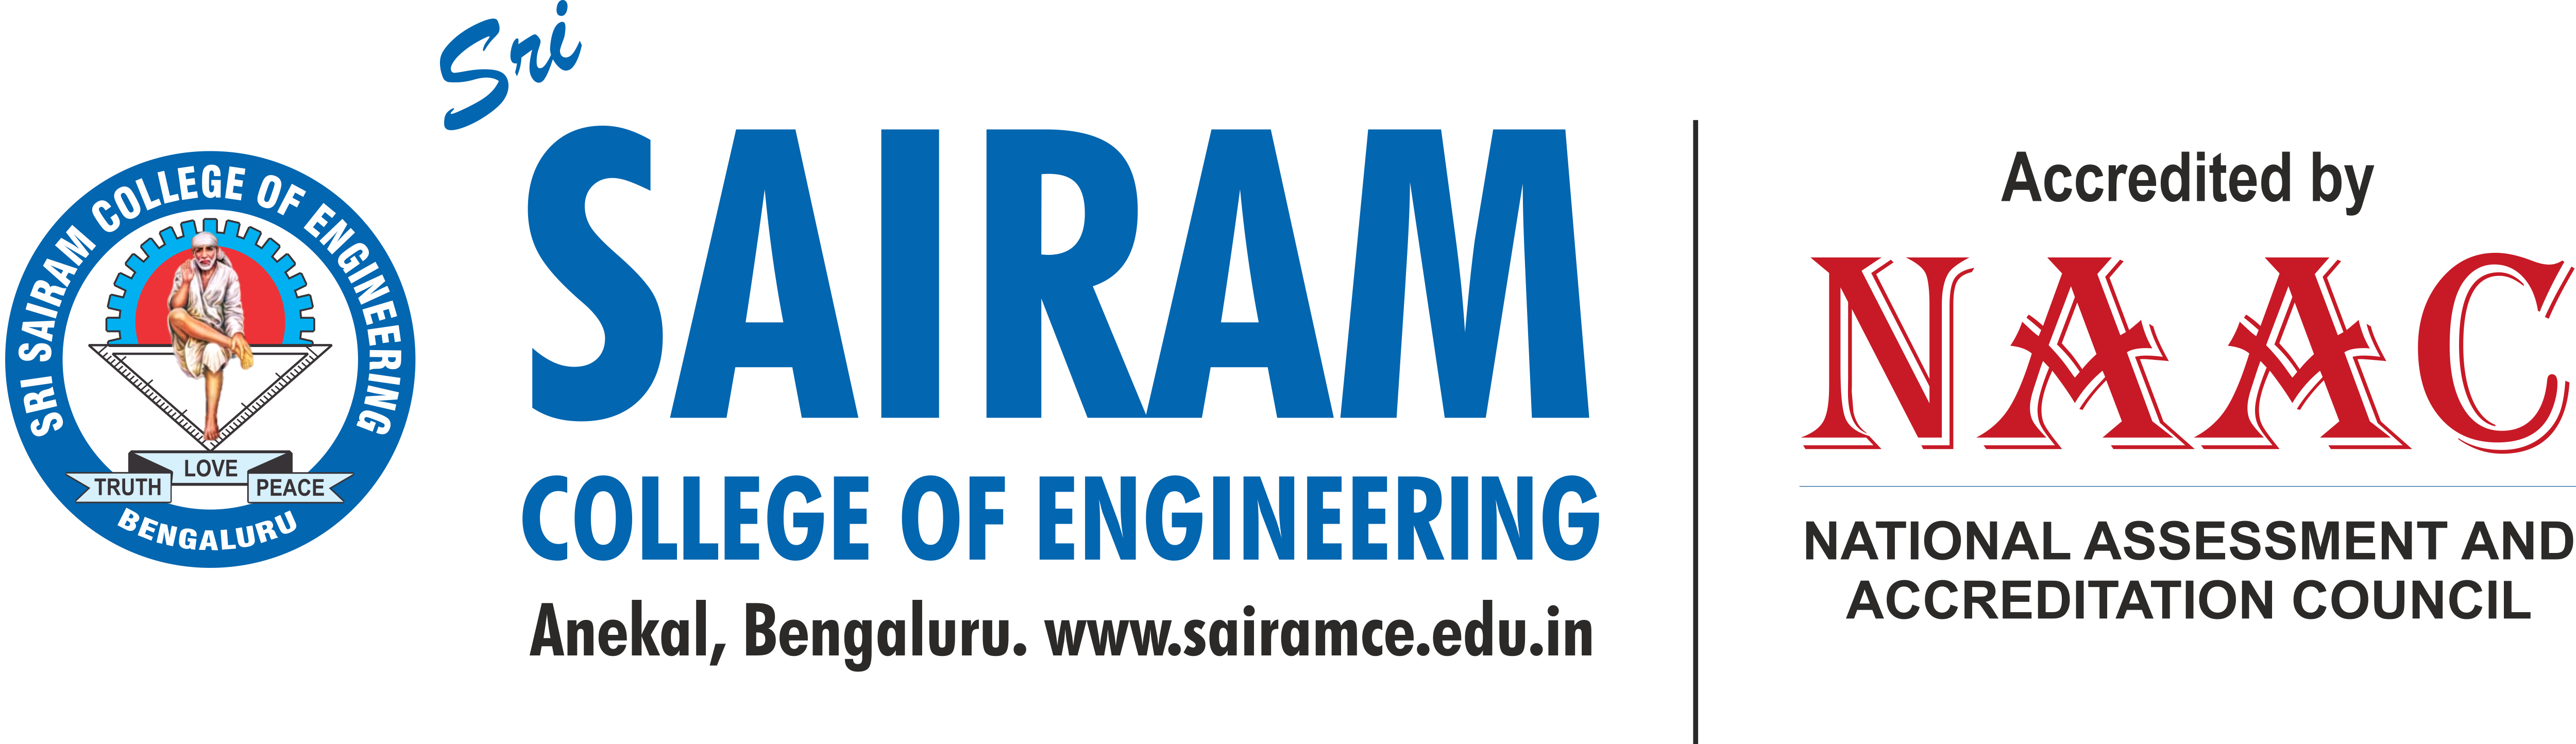 SRI SAIRAM COLLEGE OF ENGINEERING
LOVE
TRUTH PEACE
BENGALURU
Sri
SAIRAM
COLLEGE OF ENGINEERING
Anekal, Bengaluru. www.sairamce.edu.in
Accredited by
NAAC
NATIONAL ASSESSMENT AND
ACCREDITATION COUNCIL